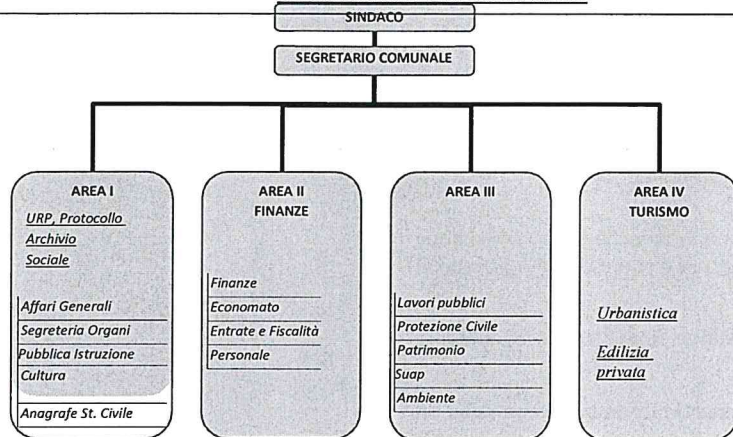 SINDACO
SEGRETARIO COMUNALE
AREA I
URP, Protocollo
Archivio
Sociale
Affari Generali
Segreteria Organi
Pubblica Istruzione
Cultura
Anagrafe St. Civile
AREA II
FINANZE
Finanze
Economato
Entrate e Fiscalità
Personale
AREA III
Lavori pubblici
Protezione Civile
Patrimonio
Suap
Ambiente
AREA IV
TURISMO
Urbanistica
Edilizia
privata